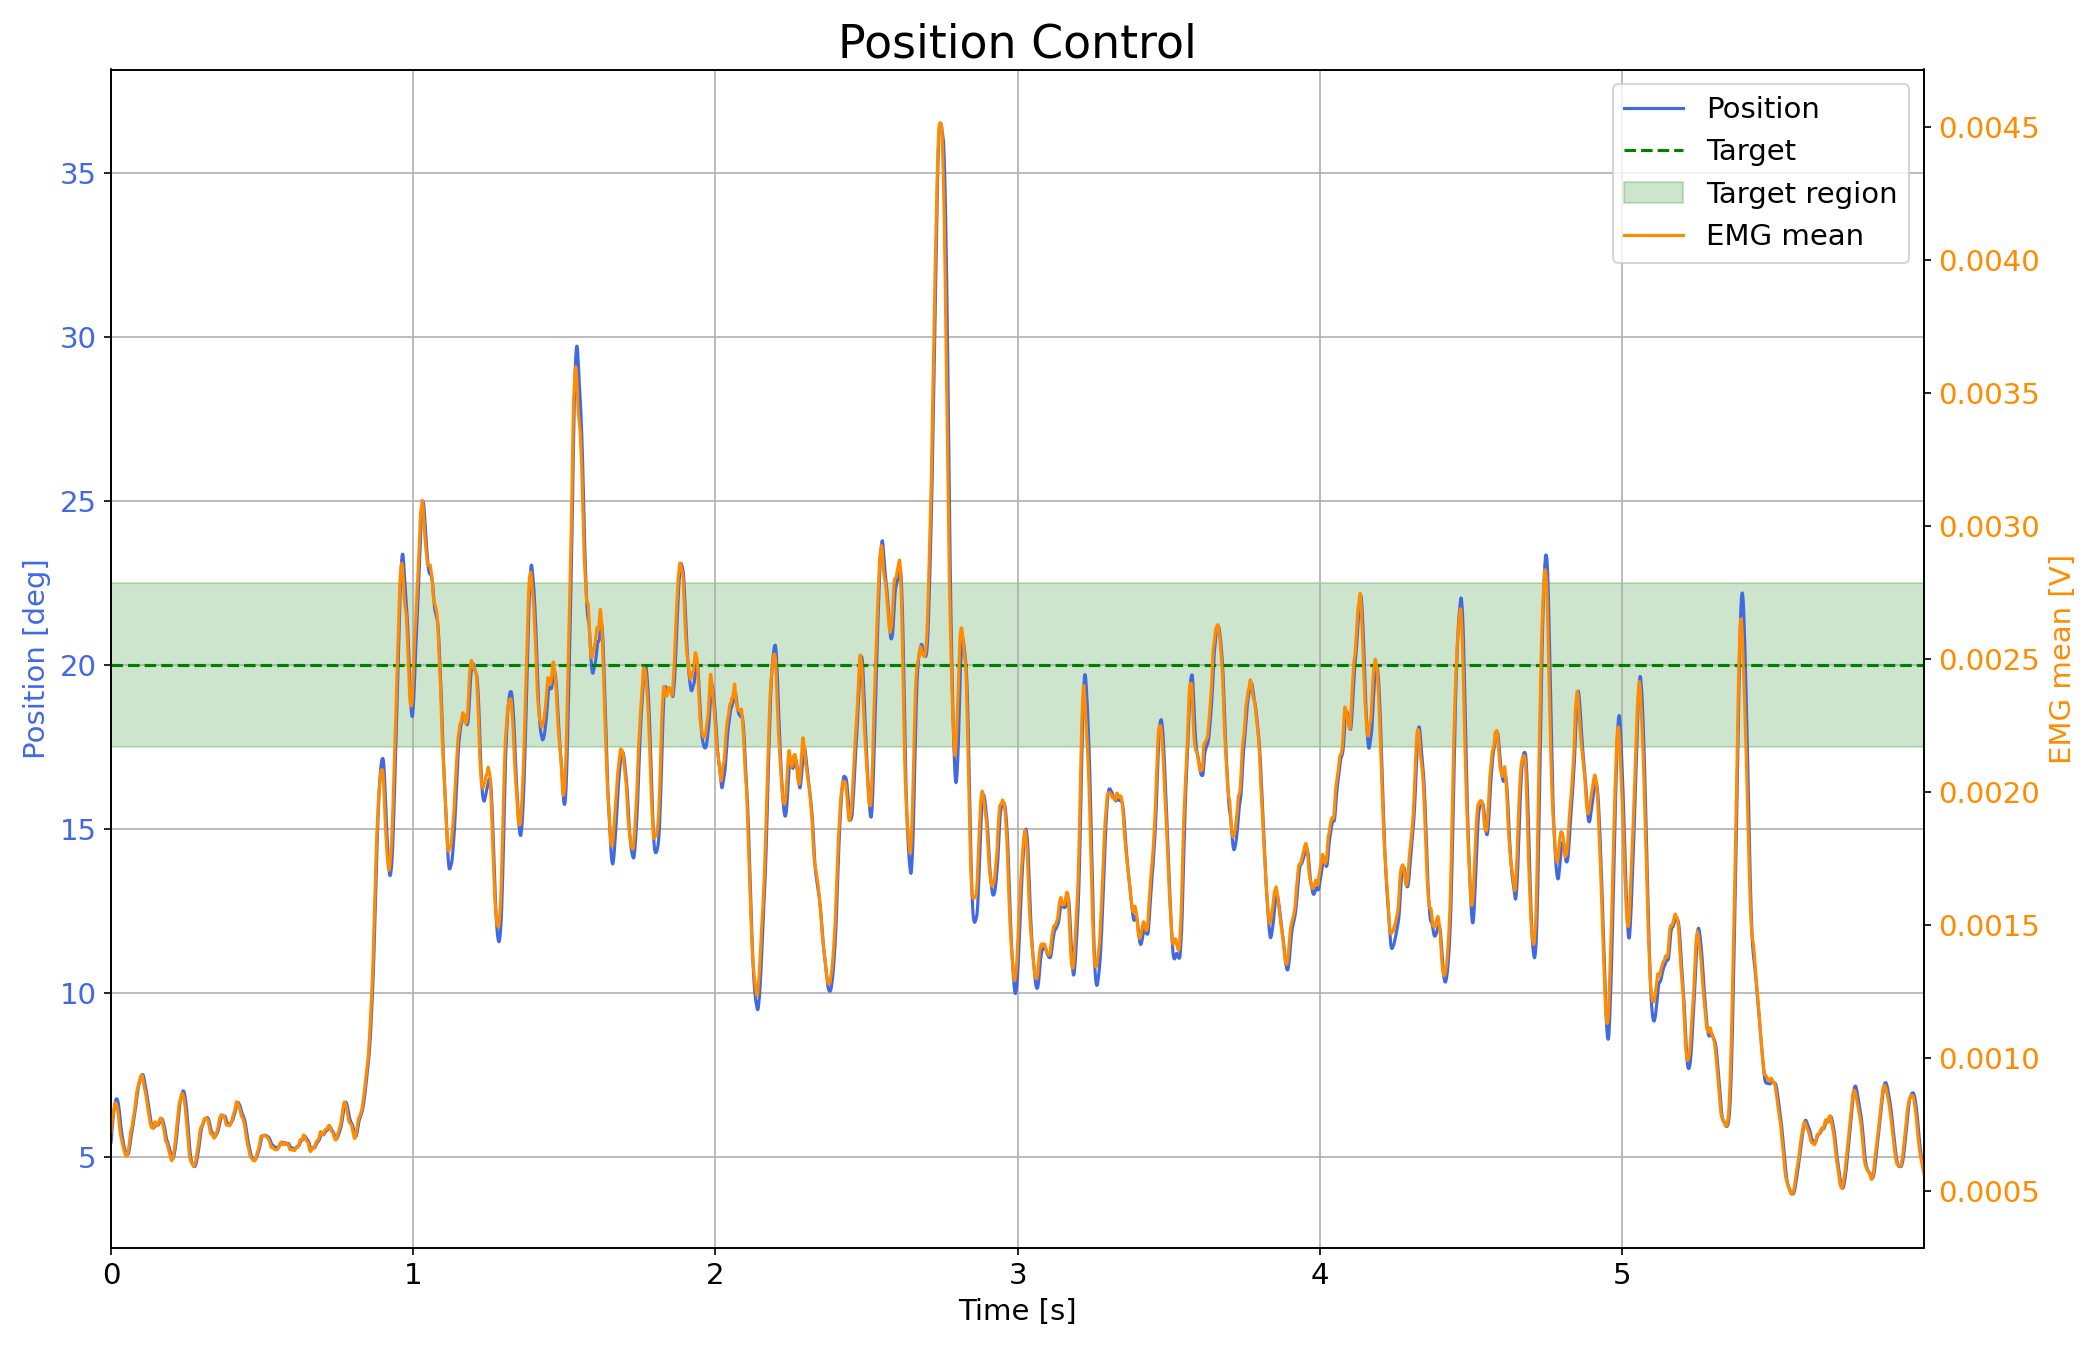 Position Control
Position
Target
Target region
EMG mean
35
30
25
20
15
10
5
Position [deg]
0.0045
0.0040
0.0035
0.0030
0.0025
0.0020
0.0015
0.0010
0.0005
EMG mean [V]
0 1 2 3 4 5
Time [s]